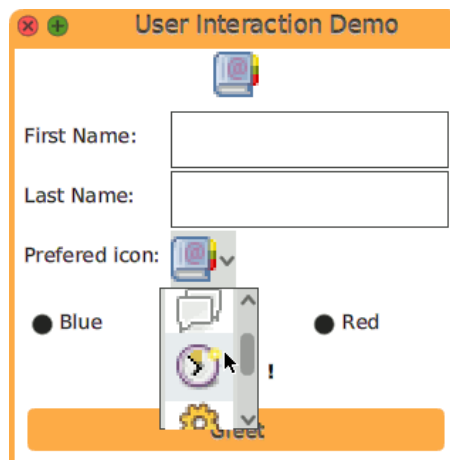 User Interaction Demo
First Name:
Last Name:
Prefered icon:
Blue
Red
!
Greet